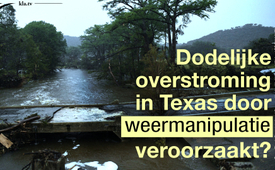 kla.tv
Dodelijke
overstroming
in Texas door
weermanipulatie
veroorzaakt?